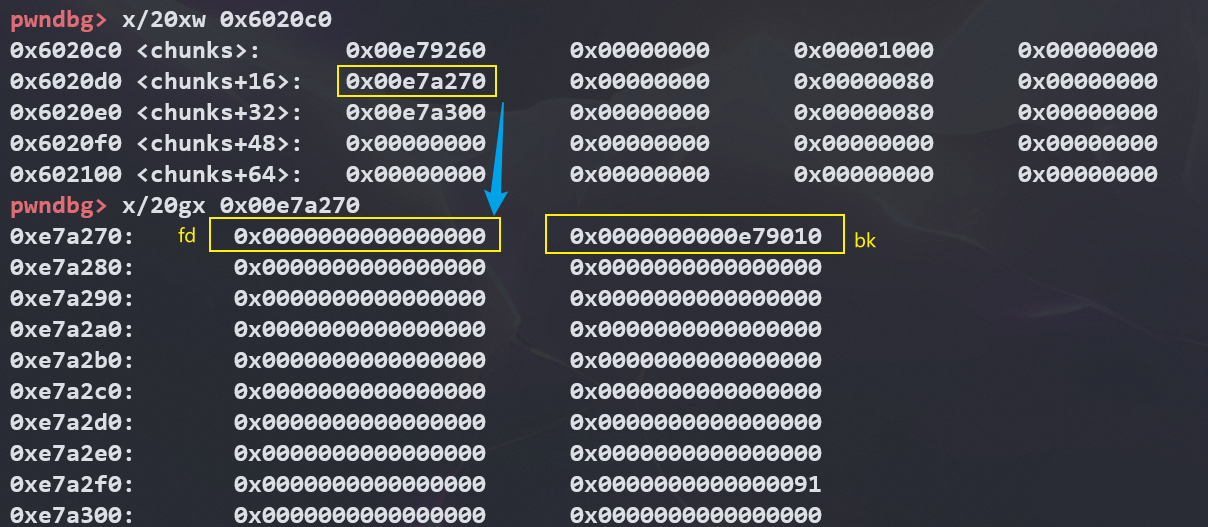 pwndbg> x/20xw 0x6020c0
0x6020c0 <chunks>: 0x00e79260 0x00000000 0x00001000 0x00000000
0x6020d0 <chunks+16>: 0x00e7a270 0x00000000 0x00000080 0x00000000
0x6020e0 <chunks+32>: 0x00e7a300 0x00000000 0x00000080 0x00000000
0x6020f0 <chunks+48>: 0x00000000 0x00000000 0x00000000 0x00000000
0x602100 <chunks+64>: 0x00000000 0x00000000 0x00000000 0x00000000
pwndbg> x/20gx 0x00e7a270
0xe7a270: fd 0x0000000000000000 0x0000000000e79010 bk
0xe7a280: 0x0000000000000000 0x0000000000000000
0xe7a290: 0x0000000000000000 0x0000000000000000
0xe7a2a0: 0x0000000000000000 0x0000000000000000
0xe7a2b0: 0x0000000000000000 0x0000000000000000
0xe7a2c0: 0x0000000000000000 0x0000000000000000
0xe7a2d0: 0x0000000000000000 0x0000000000000000
0xe7a2e0: 0x0000000000000000 0x0000000000000000
0xe7a2f0: 0x0000000000000000 0x0000000000000091
0xe7a300: 0x0000000000000000 0x0000000000000000